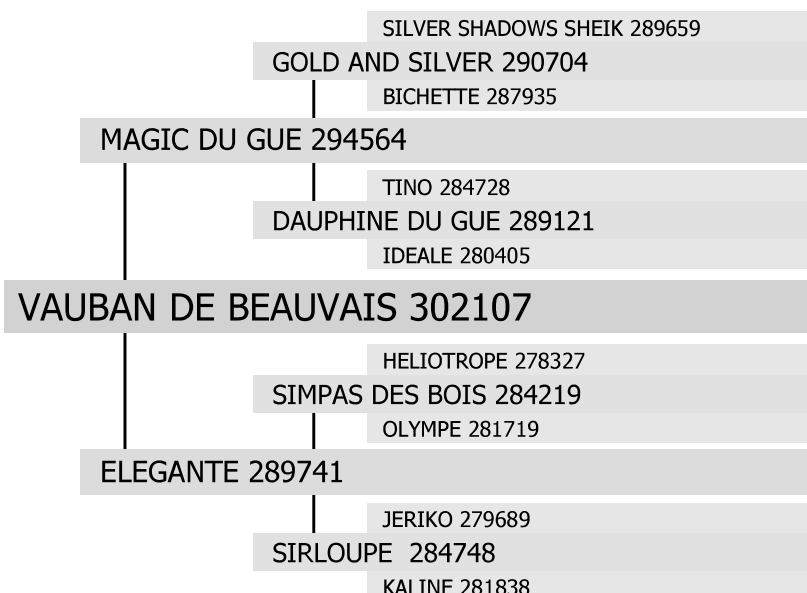 SILVER SHADOWS SHEIK 289659
GOLD AND SILVER 290704
BICHETTE 287935
MAGIC DU GUE 294564
TINO 284728
DAUPHINE DU GUE 289121
IDEALE 280405
VAUBAN DE BEAUVAIS 302107
HELIOTROPE 278327
SIMPAS DES BOIS 284219
OLYMPE 281719
ELEGANTE 289741
JERIKO 279689
SIRLOUPE  284748
KALINE 281838